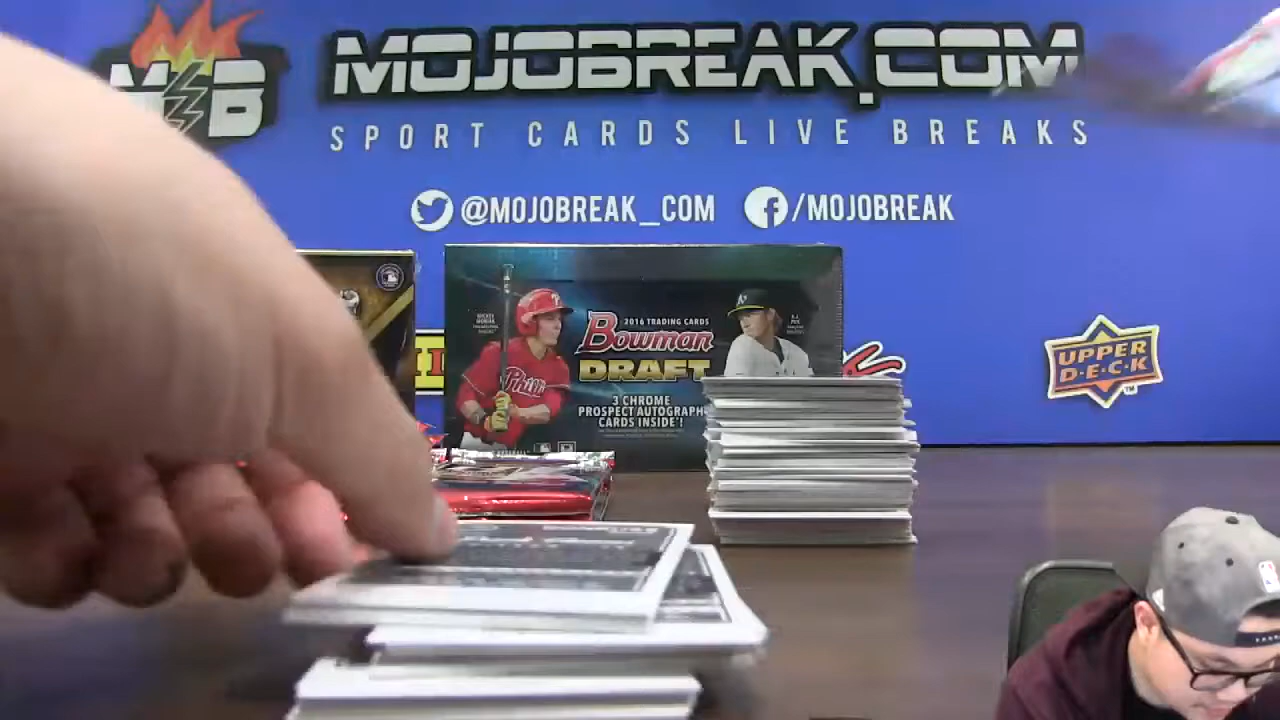 MOJOBREAK.COM
M B
SPORT CARDS LIVE BREAKS
@MOJOBREAK_COM
/MOJOBREAK
2016 TRADING CARDS
Bowman
DRAFT
3 CHROME
PROSPECT AUTOGRAPH
CARDS INSIDE*!
Phil
UPPER
D·E·C·K